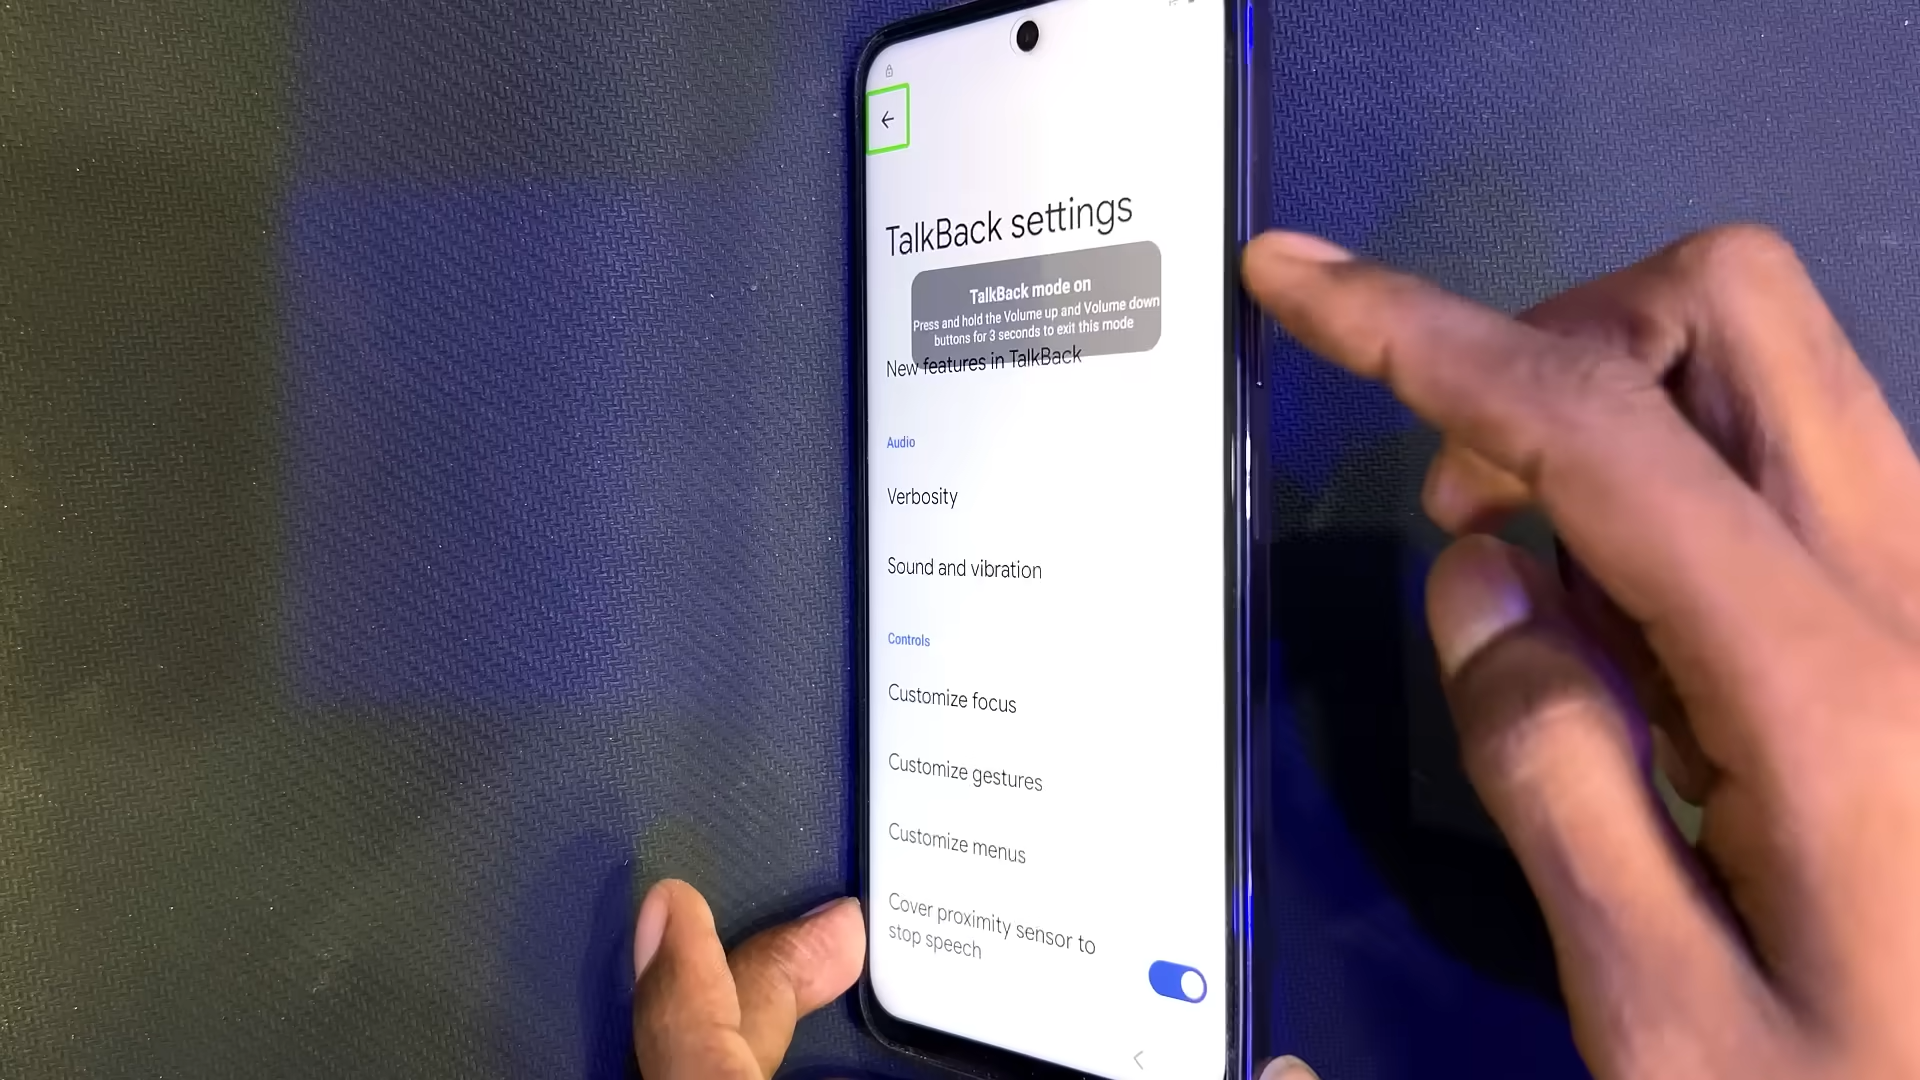 TalkBack settings
TalkBack mode on
Press and hold the Volume up and Volume down
buttons for 3 seconds to exit this mode
New features in TalkBack
Audio
Verbosity
Sound and vibration
Controls
Customize focus
Customize gestures
Customize menus
Cover proximity sensor to
stop speech